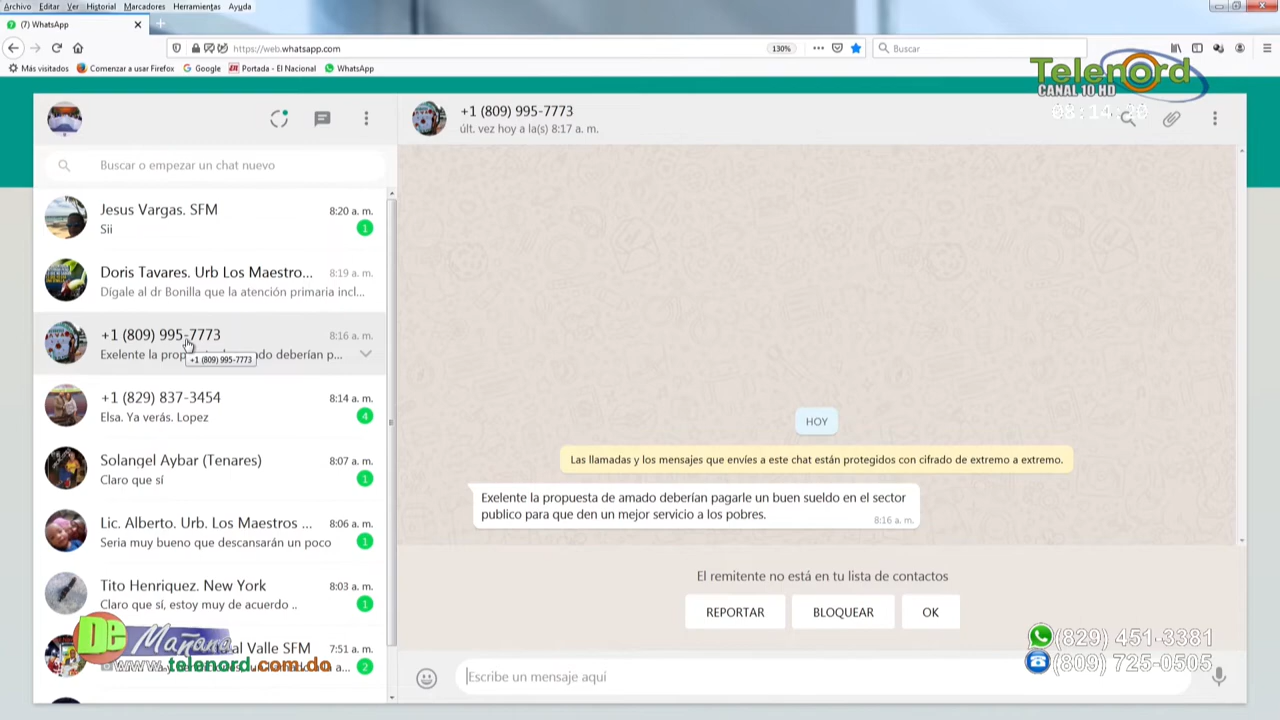 Archivo Editar Ver Historial Marcadores Herramientas Ayuda
(7) WhatsApp
https://web.whatsapp.com
130%
Buscar
Más visitados Comenzar a usar Firefox Google Portada - El Nacional WhatsApp
Telenord
CANAL 10.HD
+1 (809) 995-7773
últ. vez hoy a la(s) 8:17 a. m.
Buscar o empezar un chat nuevo
Jesus Vargas. SFM 8:20 a. m.
Sii 1
Doris Tavares. Urb Los Maestro... 8:19 a. m.
Dígale al dr Bonilla que la atención primaria incl...
+1 (809) 995-7773 8:16 a. m.
Exelente la deberían p...
+1 (809) 995-7773
+1 (829) 837-3454 8:14 a. m.
Elsa. Ya verás. Lopez 4
Solangel Aybar (Tenares) 8:07 a. m.
Claro que sí 1
Lic. Alberto. Urb. Los Maestros ... 8:06 a. m.
Seria muy bueno que descansarán un poco 1
Tito Henriquez. New York 8:03 a. m.
Claro que sí, estoy muy de acuerdo .. 1
Valle SFM 7:51 a. m.
2
HOY
Las llamadas y los mensajes que envíes a este chat están protegidos con cifrado de extremo a extremo.
Exelente la propuesta de amado deberían pagarle un buen sueldo en el sector
publico para que den un mejor servicio a los pobres.
8:16 a. m.
El remitente no está en tu lista de contactos
REPORTAR BLOQUEAR OK
Escribe un mensaje aquí
De Mañana
www.telenord.com.do
(829) 451-3381
(809) 725-0505